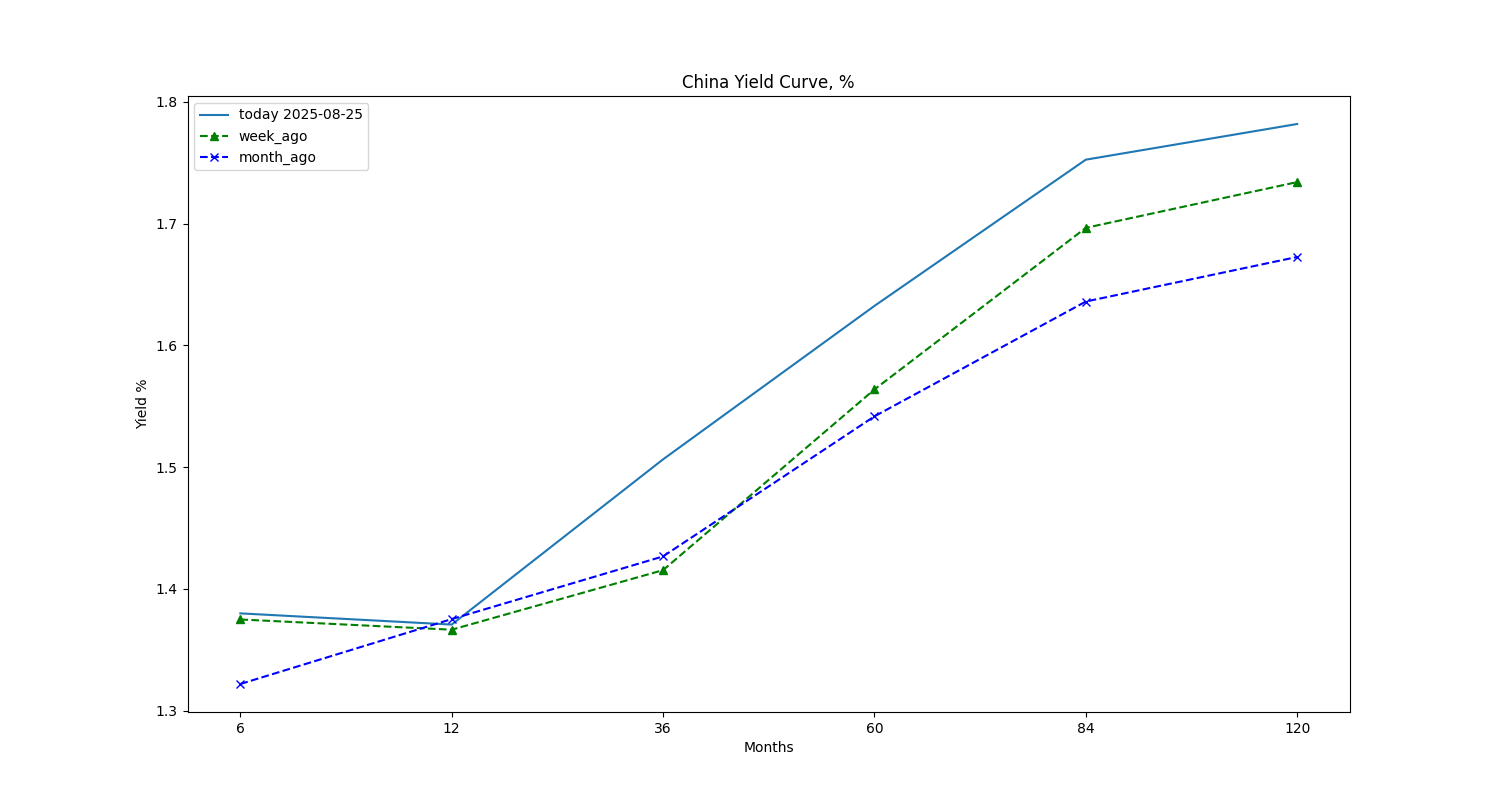 China Yield Curve, %
today 2025-08-25
week_ago
month_ago
1.8
1.7
1.6
1.5
1.4
1.3
Yield %
6 12 36 60 84 120
Months